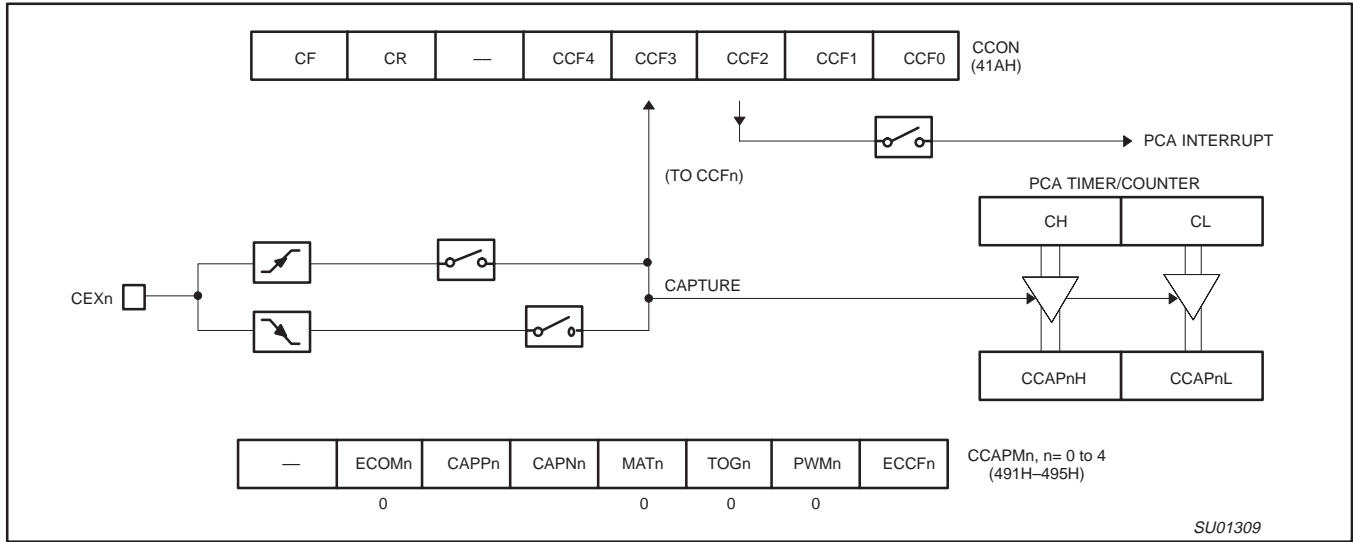 CF CR — CCF4 CCF3 CCF2 CCF1 CCF0 CCON
(41AH)
PCA INTERRUPT
(TO CCFn)
PCA TIMER/COUNTER
CH CL
CEXn
CAPTURE
CCAPnH CCAPnL
— ECOMn CAPPn CAPNn MATn TOGn PWMn ECCFn CCAPMn, n= 0 to 4
(491H–495H)
0 0 0 0
SU01309